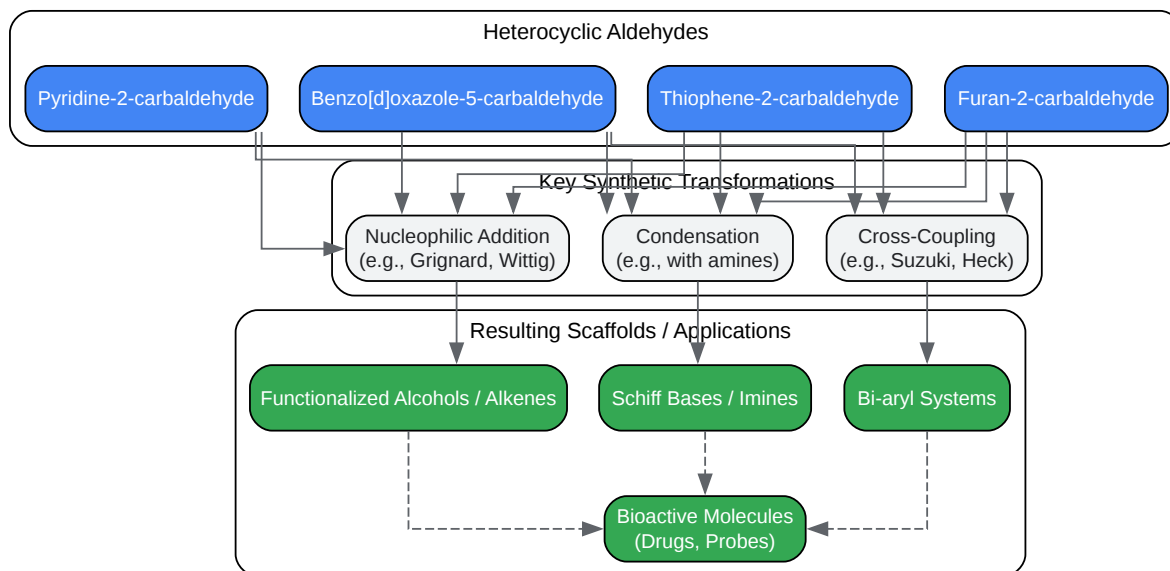 Heterocyclic Aldehydes
Pyridine-2-carbaldehyde
Benzo[d]oxazole-5-carbaldehyde
Thiophene-2-carbaldehyde
Furan-2-carbaldehyde
Key Synthetic Transformations
Nucleophilic Addition
(e.g., Grignard, Wittig)
Condensation
(e.g., with amines)
Cross-Coupling
(e.g., Suzuki, Heck)
Resulting Scaffolds / Applications
Functionalized Alcohols / Alkenes
Schiff Bases / Imines
Bi-aryl Systems
Bioactive Molecules
(Drugs, Probes)